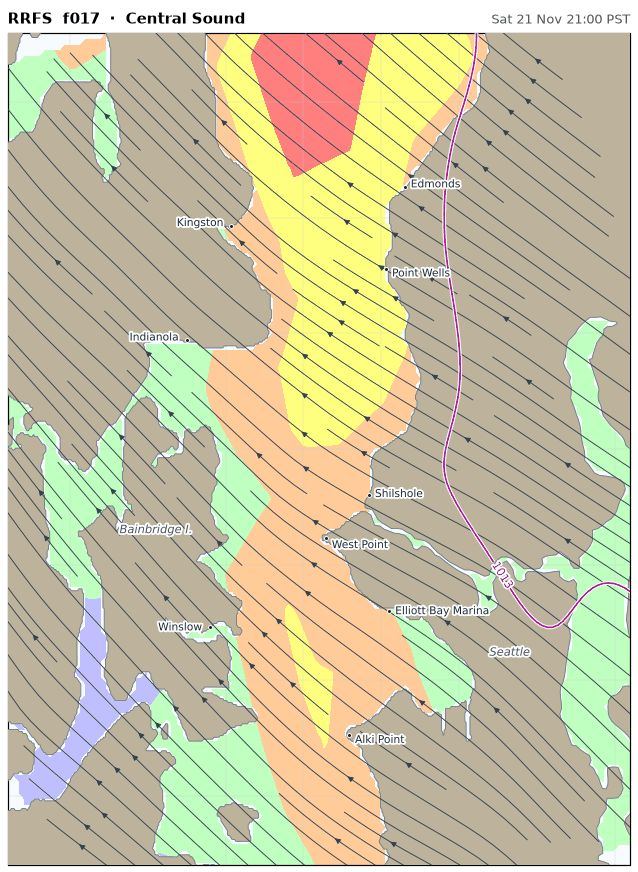 RRFS f017 · Central Sound
Sat 21 Nov 21:00 PST
Edmonds
Kingston
Point Wells
Indianola
Shilshole
Bainbridge I.
West Point
1013
Elliott Bay Marina
Winslow
Seattle
Alki Point